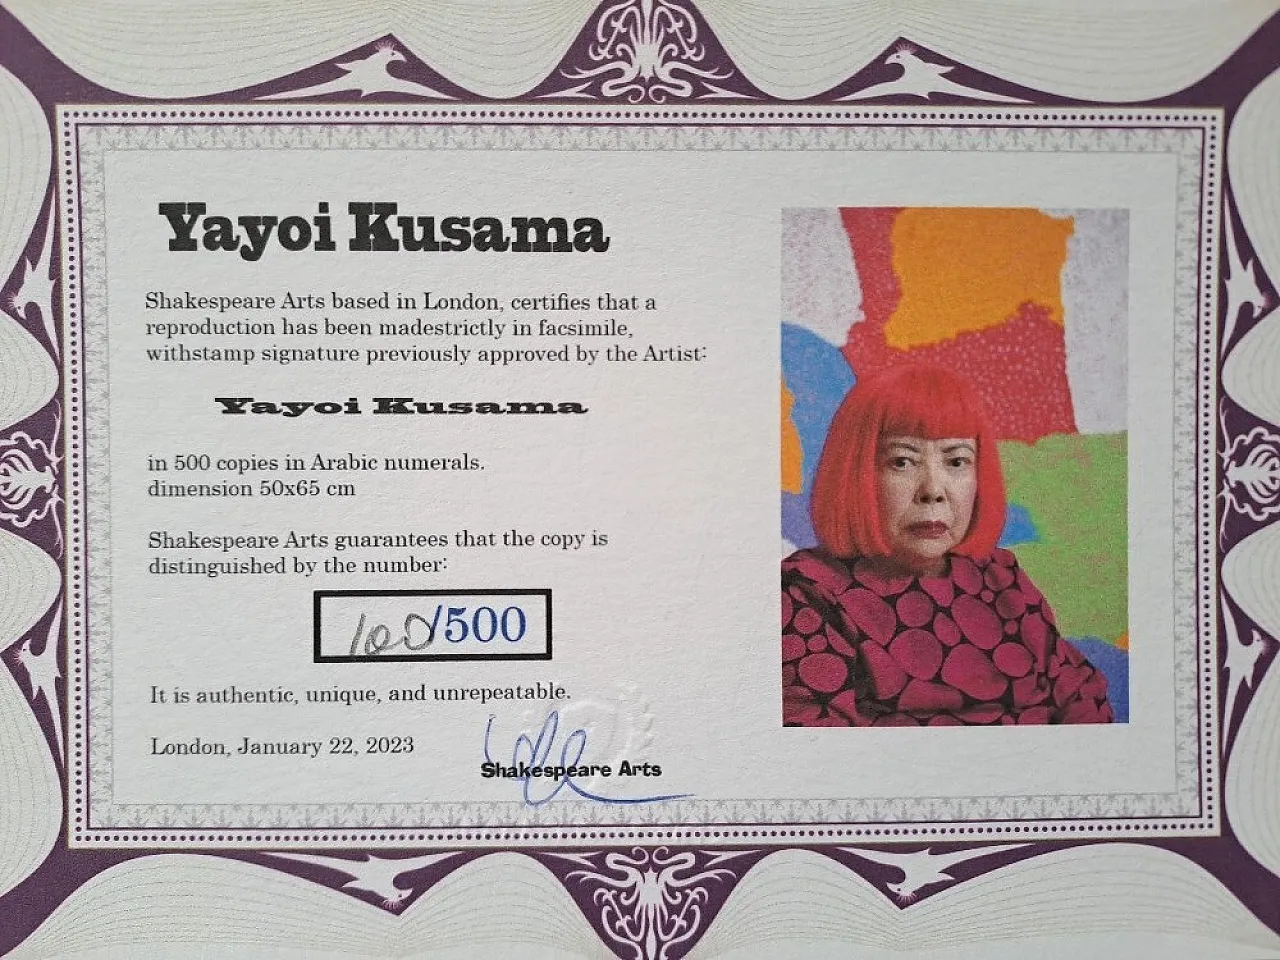 Yayoi Kusama
Shakespeare Arts based in London, certifies that a
reproduction has been madestrictly in facsimile,
withstamp signature previously approved by the Artist:
Yayoi Kusama
in 500 copies in Arabic numerals.
dimension 50x65 cm
Shakespeare Arts guarantees that the copy is
distinguished by the number:
100/500
It is authentic, unique, and unrepeatable.
London, January 22, 2023
Shakespeare Arts